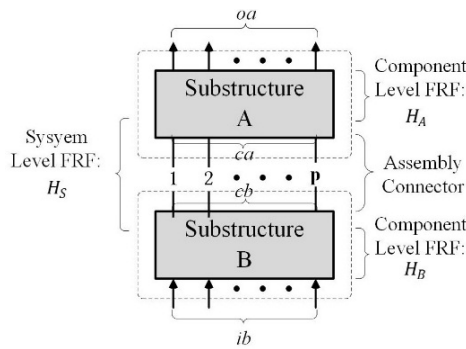 oa
Substructure
A
Component
Level FRF:
H_A
Sysyem
Level FRF:
H_S
ca
1 2 p
cb
Assembly
Connector
Substructure
B
Component
Level FRF:
H_B
ib